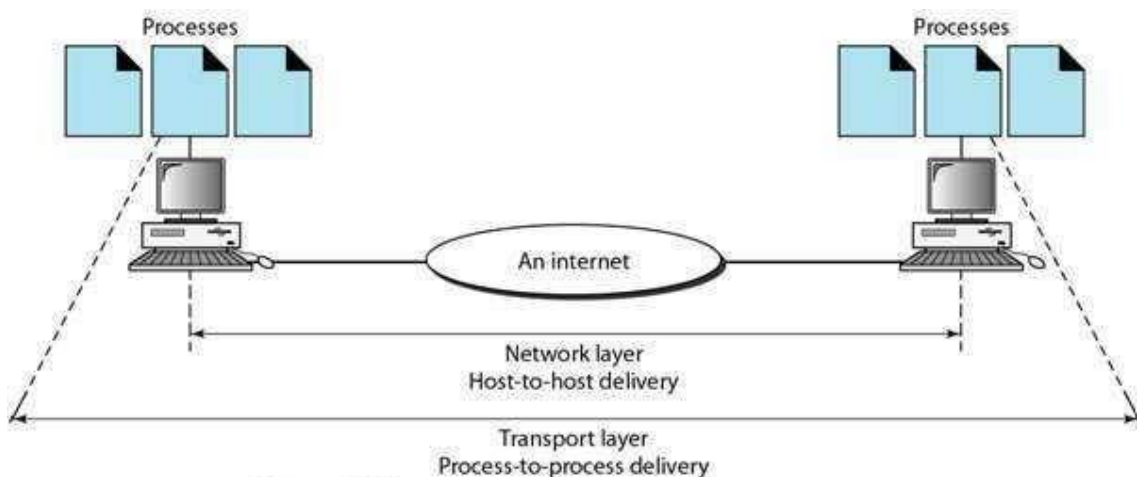 Processes
Processes
An internet
Network layer
Host-to-host delivery
Transport layer
Process-to-process delivery